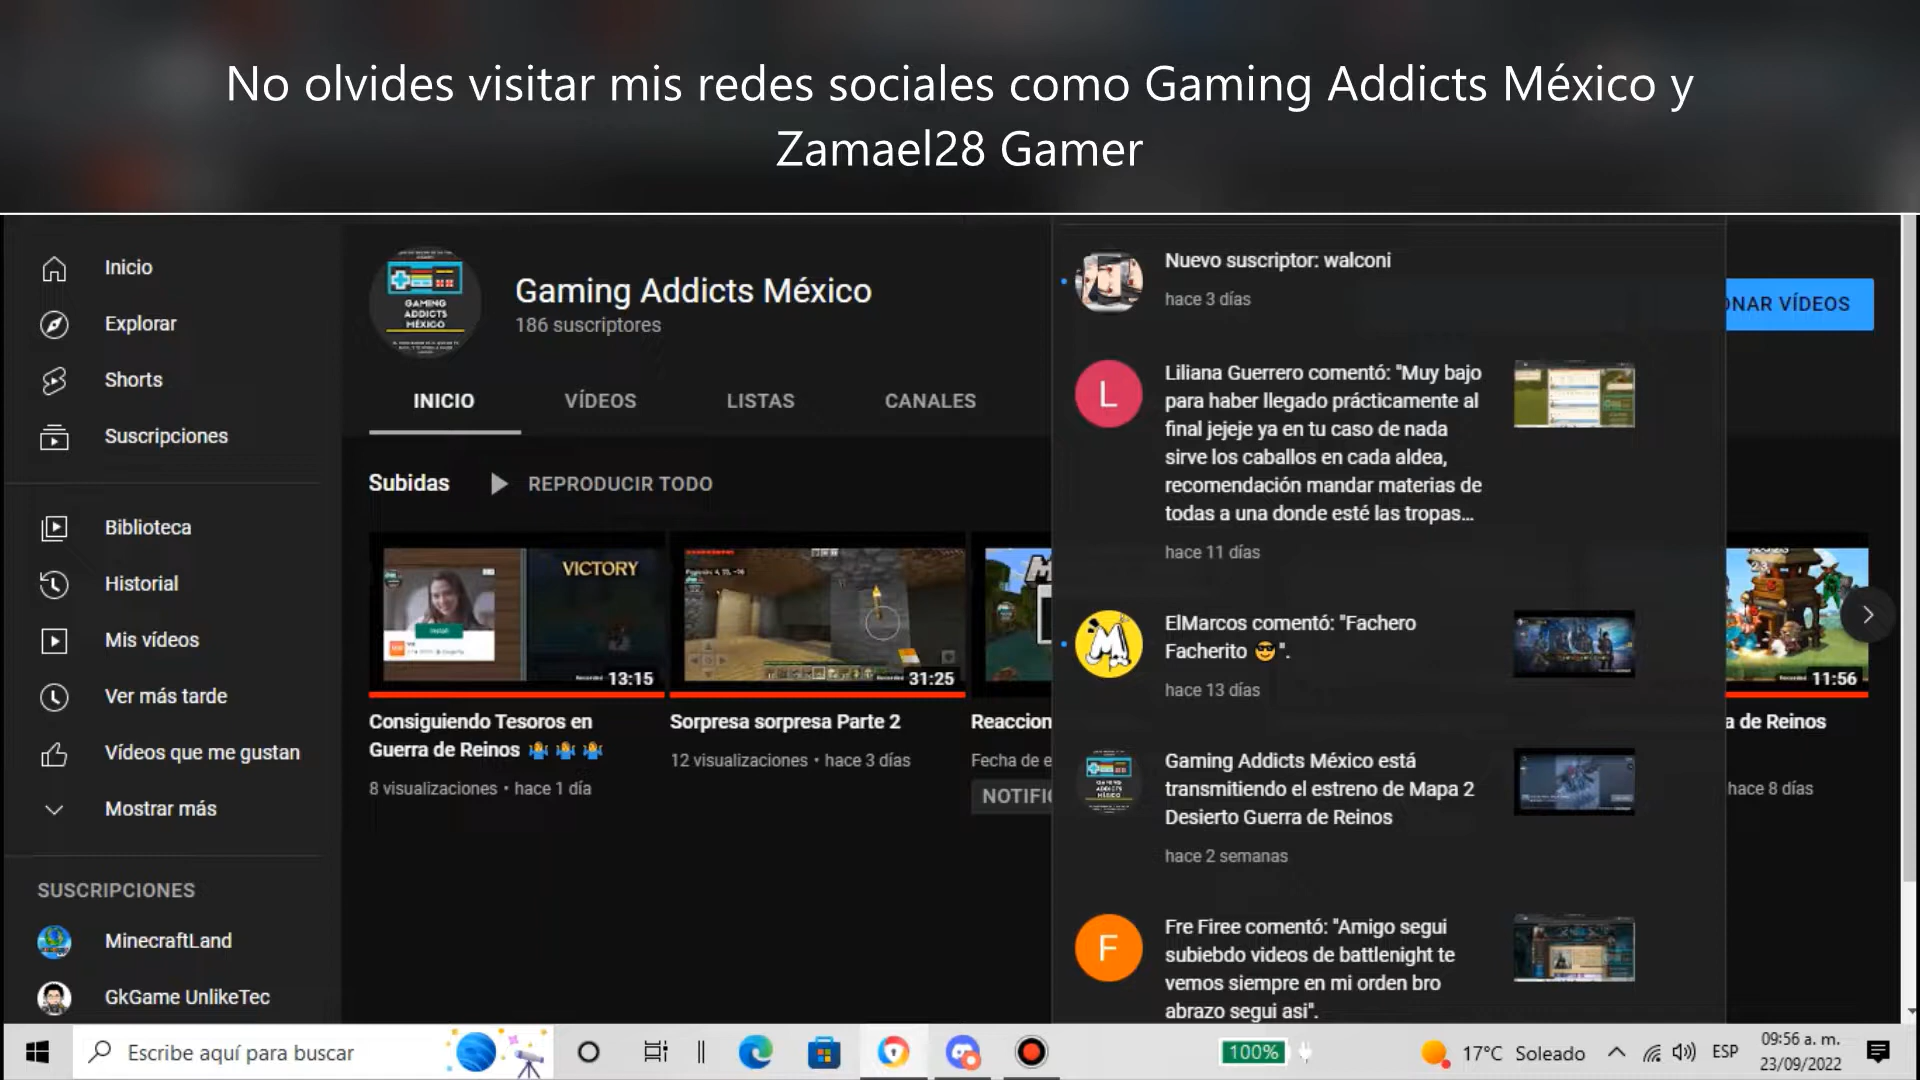 No olvides visitar mis redes sociales como Gaming Addicts México y
Zamael28 Gamer
Inicio
Explorar
Shorts
Suscripciones
Biblioteca
Historial
Mis vídeos
Ver más tarde
Vídeos que me gustan
Mostrar más
SUSCRIPCIONES
MinecraftLand
GkGame UnlikeTec
GAMING
ADDICTS
MÉXICO
Gaming Addicts México
186 suscriptores
INICIO
VÍDEOS
LISTAS
CANALES
Subidas
REPRODUCIR TODO
VICTORY
13:15
Consiguiendo Tesoros en
Guerra de Reinos 🤷🤷🤷
8 visualizaciones • hace 1 día
31:25
Sorpresa sorpresa Parte 2
12 visualizaciones • hace 3 días
Reaccion
Fecha de e
NOTIFI
Nuevo suscriptor: walconi
hace 3 días
L
Liliana Guerrero comentó: "Muy bajo
para haber llegado prácticamente al
final jejeje ya en tu caso de nada
sirve los caballos en cada aldea,
recomendación mandar materias de
todas a una donde esté las tropas...
hace 11 días
ElMarcos comentó: "Fachero
Facherito 😎".
hace 13 días
Gaming Addicts México está
transmitiendo el estreno de Mapa 2
Desierto Guerra de Reinos
hace 2 semanas
F
Fre Firee comentó: "Amigo segui
subiebdo videos de battlenight te
vemos siempre en mi orden bro
abrazo segui asi".
ONAR VÍDEOS
11:56
a de Reinos
hace 8 días
Escribe aquí para buscar
100%
17°C Soleado
ESP
09:56 a. m.
23/09/2022